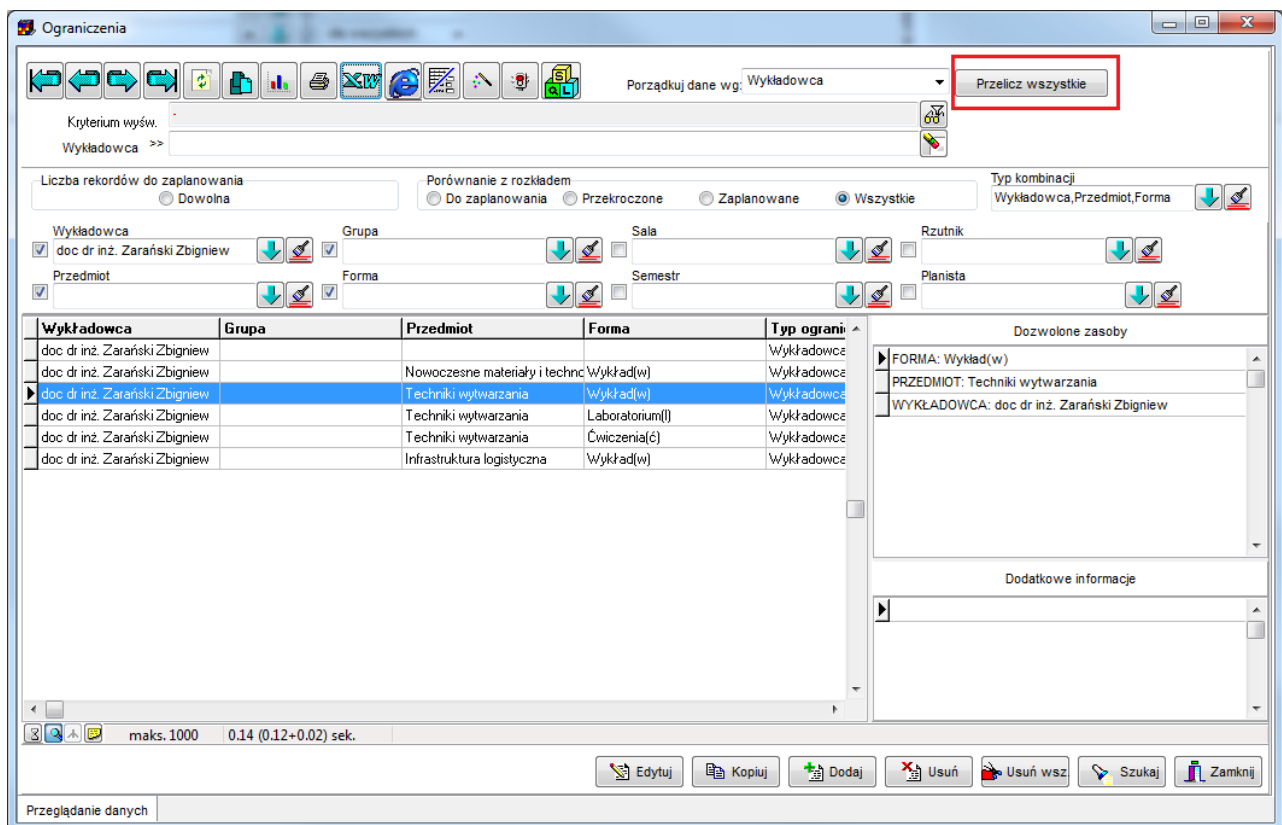 Ograniczenia
Porządkuj dane wg: Wykładowca Przelicz wszystkie
Kryterium wyśw. -
Wykładowca >>
Liczba rekordów do zaplanowania Porównanie z rozkładem Typ kombinacji
Dowolna Do zaplanowania Przekroczone Zaplanowane Wszystkie Wykładowca,Przedmiot,Forma
Wykładowca Grupa Sala Rzutnik
doc dr inż. Zarański Zbigniew
Przedmiot Forma Semestr Planista
Wykładowca Grupa Przedmiot Forma Typ ograni
doc dr inż. Zarański Zbigniew Wykładowca
doc dr inż. Zarański Zbigniew Nowoczesne materiały i techno Wykład(w) Wykładowca
doc dr inż. Zarański Zbigniew Techniki wytwarzania Wykład(w) Wykładowca
doc dr inż. Zarański Zbigniew Techniki wytwarzania Laboratorium(l) Wykładowca
doc dr inż. Zarański Zbigniew Techniki wytwarzania Ćwiczenia(ć) Wykładowca
doc dr inż. Zarański Zbigniew Infrastruktura logistyczna Wykład(w) Wykładowca
Dozwolone zasoby
FORMA: Wykład(w)
PRZEDMIOT: Techniki wytwarzania
WYKŁADOWCA: doc dr inż. Zarański Zbigniew
Dodatkowe informacje
maks. 1000 0.14 (0.12+0.02) sek.
Edytuj Kopiuj Dodaj Usuń Usuń wsz Szukaj Zamknij
Przeglądanie danych